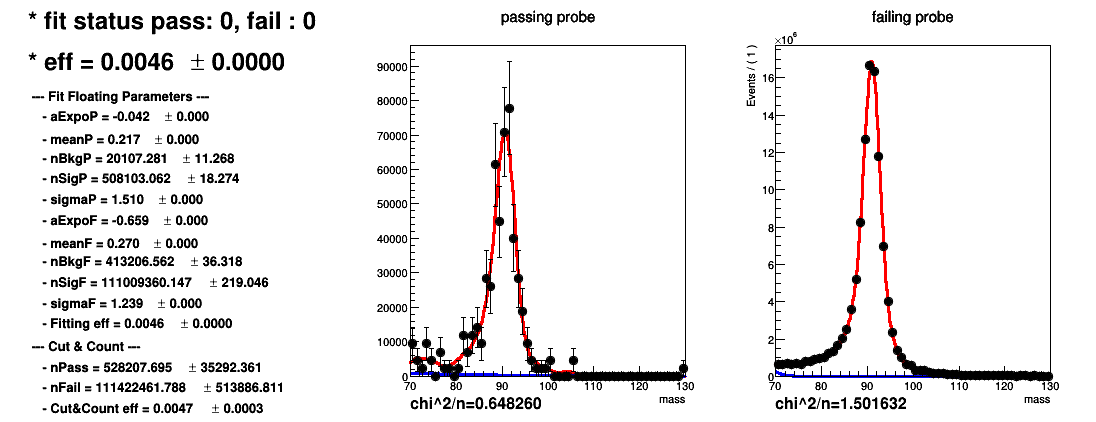 * fit status pass: 0, fail : 0
* eff = 0.0046 ± 0.0000
--- Fit Floating Parameters ---
- aExpoP = -0.042 ± 0.000
- meanP = 0.217 ± 0.000
- nBkgP = 20107.281 ± 11.268
- nSigP = 508103.062 ± 18.274
- sigmaP = 1.510 ± 0.000
- aExpoF = -0.659 ± 0.000
- meanF = 0.270 ± 0.000
- nBkgF = 413206.562 ± 36.318
- nSigF = 111009360.147 ± 219.046
- sigmaF = 1.239 ± 0.000
- Fitting eff = 0.0046 ± 0.0000
--- Cut & Count ---
- nPass = 528207.695 ± 35292.361
- nFail = 111422461.788 ± 513886.811
- Cut&Count eff = 0.0047 ± 0.0003
passing probe
90000
80000
70000
60000
50000
40000
30000
20000
10000
0
70 80 90 100 110 120 130
mass
chi^2/n=0.648260
failing probe
×10^6
Events / ( 1 )
16
14
12
10
8
6
4
2
0
70 80 90 100 110 120 130
mass
chi^2/n=1.501632